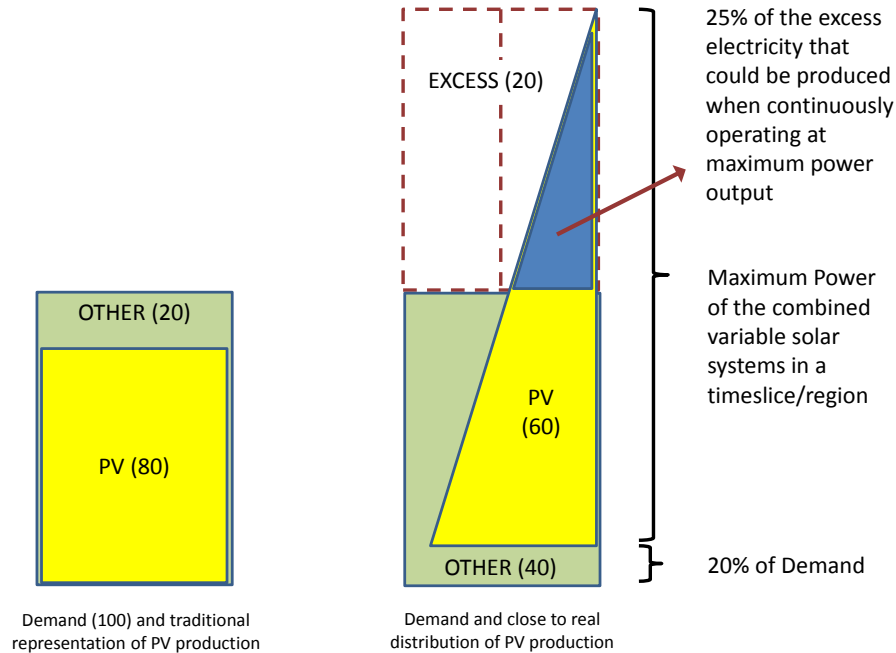 OTHER (20)
PV (80)
Demand (100) and traditional
representation of PV production
EXCESS (20)
PV
(60)
OTHER (40)
Demand and close to real
distribution of PV production
25% of the excess
electricity that
could be produced
when continuously
operating at
maximum power
output
Maximum Power
of the combined
variable solar
systems in a
timeslice/region
20% of Demand